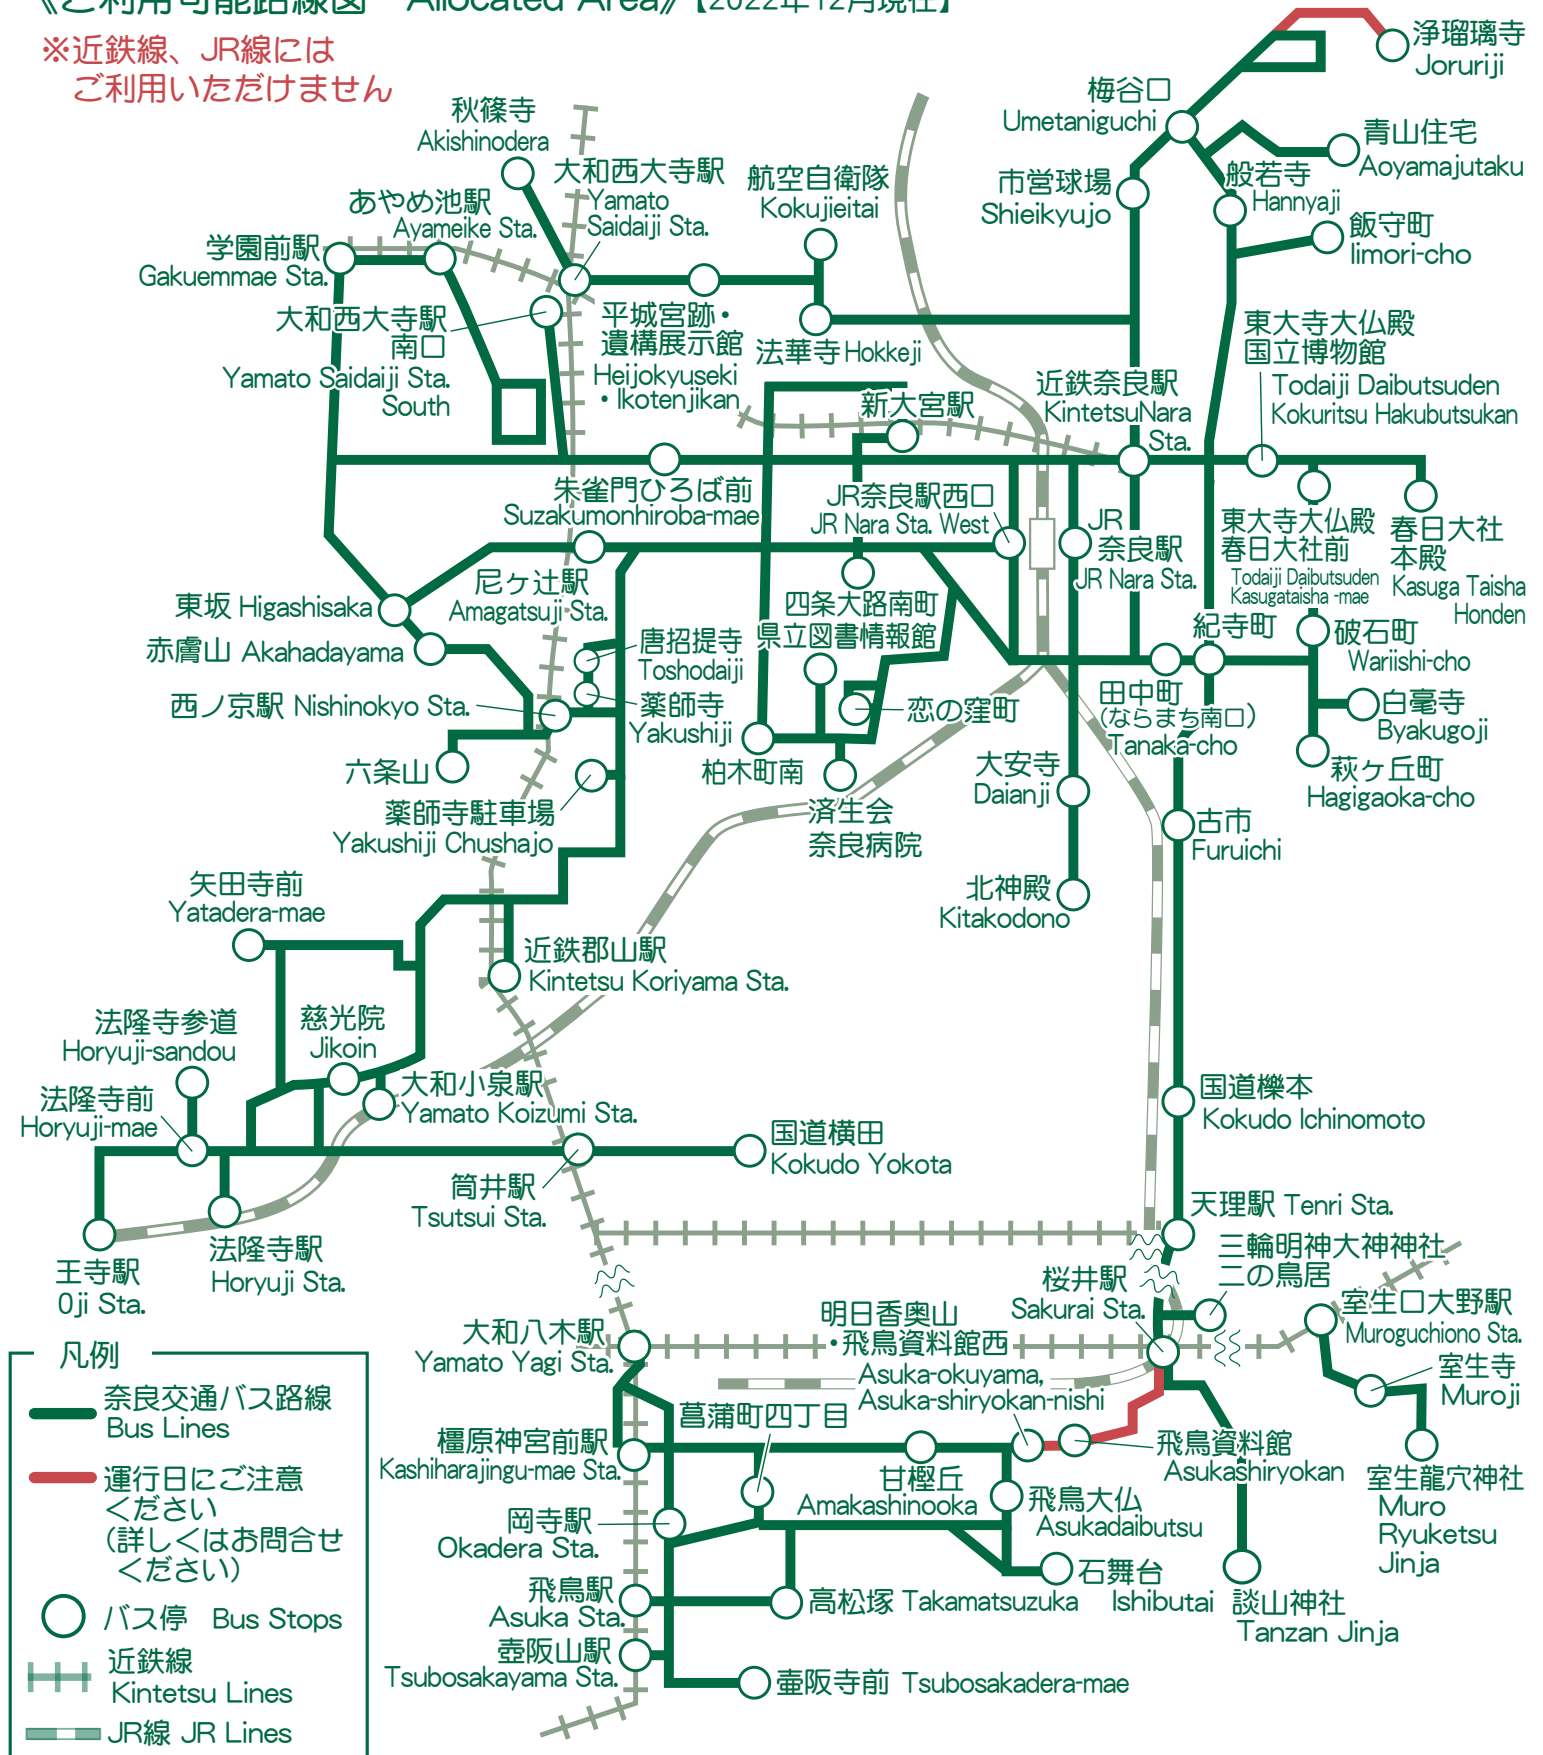 《ご利用可能路線図 Allocated Area》【2022年12月現在】
※近鉄線、JR線には
ご利用いただけません
浄瑠璃寺
Joruriji
梅谷口
Umetaniguchi
青山住宅
Aoyamajutaku
秋篠寺
Akishinodera
大和西大寺駅
Yamato
Saidaiji Sta.
航空自衛隊
Kokujieitai
市営球場
Shieikyujo
般若寺
Hannyaji
飯守町
Iimori-cho
あやめ池駅
Ayameike Sta.
学園前駅
Gakuemmae Sta.
大和西大寺駅
南口
Yamato Saidaiji Sta.
South
平城宮跡・
遺構展示館
Heijokyuseki
・Ikotenjikan
法華寺 Hokkeji
新大宮駅
近鉄奈良駅
KintetsuNara
Sta.
東大寺大仏殿
国立博物館
Todaiji Daibutsuden
Kokuritsu Hakubutsukan
朱雀門ひろば前
Suzakumonhiroba-mae
JR奈良駅西口
JR Nara Sta. West
JR
奈良駅
JR Nara Sta.
東大寺大仏殿
春日大社前
Todaiji Daibutsuden
Kasugataisha -mae
春日大社
本殿
Kasuga Taisha
Honden
尼ヶ辻駅
Amagatsuji Sta.
四条大路南町
県立図書情報館
紀寺町
破石町
Wariishi-cho
東坂 Higashisaka
赤膚山 Akahadayama
唐招提寺
Toshodaiji
西ノ京駅 Nishinokyo Sta.
薬師寺
Yakushiji
恋の窪町
田中町
(ならまち南口)
Tanaka-cho
白毫寺
Byakugoji
六条山
柏木町南
済生会
奈良病院
大安寺
Daianji
萩ヶ丘町
Hagigaoka-cho
薬師寺駐車場
Yakushiji Chushajo
古市
Furuichi
矢田寺前
Yatadera-mae
北神殿
Kitakodono
近鉄郡山駅
Kintetsu Koriyama Sta.
法隆寺参道
Horyuji-sandou
慈光院
Jikoin
法隆寺前
Horyuji-mae
大和小泉駅
Yamato Koizumi Sta.
国道櫟本
Kokudo Ichinomoto
国道横田
Kokudo Yokota
筒井駅
Tsutsui Sta.
天理駅 Tenri Sta.
王寺駅
Oji Sta.
法隆寺駅
Horyuji Sta.
三輪明神大神神社
二の鳥居
桜井駅
Sakurai Sta.
室生口大野駅
Muroguchiono Sta.
大和八木駅
Yamato Yagi Sta.
明日香奥山
・飛鳥資料館西
Asuka-okuyama,
Asuka-shiryokan-nishi
室生寺
Muroji
菖蒲町四丁目
橿原神宮前駅
Kashiharajingu-mae Sta.
甘樫丘
Amakashinooka
飛鳥資料館
Asukashiryokan
室生龍穴神社
Muro
Ryuketsu
Jinja
岡寺駅
Okadera Sta.
飛鳥大仏
Asukadaibutsu
飛鳥駅
Asuka Sta.
高松塚 Takamatsuzuka
石舞台
Ishibutai
談山神社
Tanzan Jinja
壺阪山駅
Tsubosakayama Sta.
壷阪寺前 Tsubosakadera-mae
凡例
奈良交通バス路線
Bus Lines
運行日にご注意
ください
(詳しくはお問合せ
ください)
バス停 Bus Stops
近鉄線
Kintetsu Lines
JR線 JR Lines